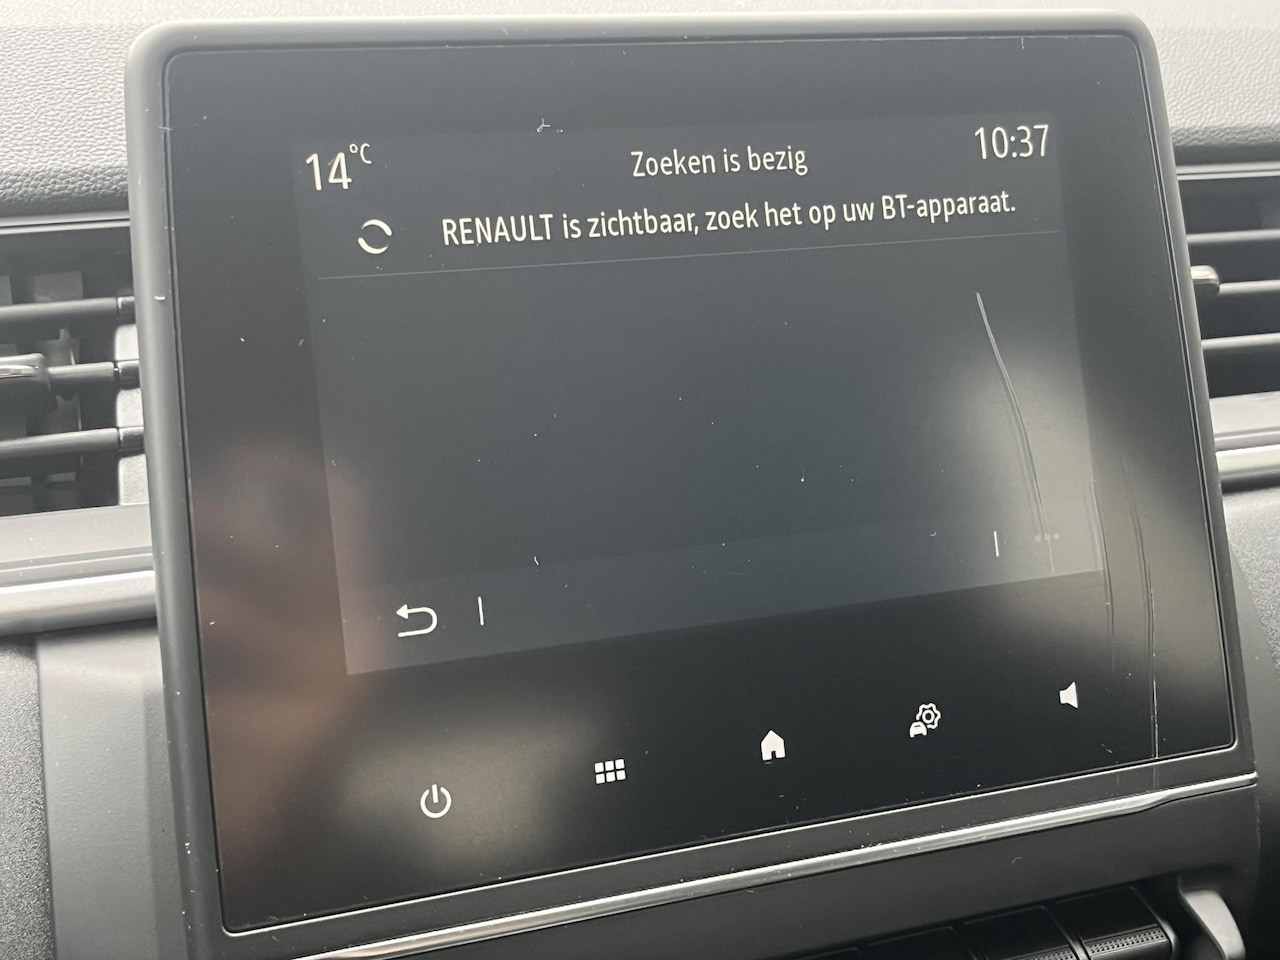 14°C
Zoeken is bezig
10:37
RENAULT is zichtbaar, zoek het op uw BT-apparaat.